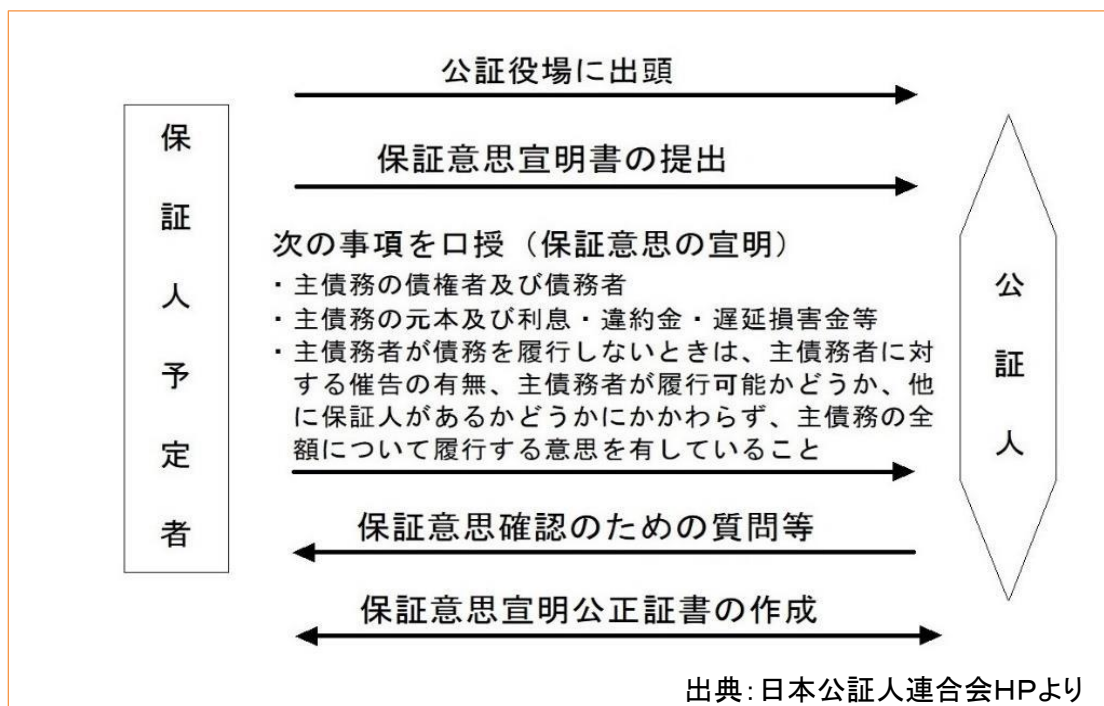 公証役場に出頭
保証人予定者
保証意思宣明書の提出
次の事項を口授（保証意思の宣明）
・主債務の債権者及び債務者
・主債務の元本及び利息・違約金・遅延損害金等
・主債務者が債務を履行しないときは、主債務者に対
する催告の有無、主債務者が履行可能かどうか、他
に保証人があるかどうかにかかわらず、主債務の全
額について履行する意思を有していること
公証人
保証意思確認のための質問等
保証意思宣明公正証書の作成
出典：日本公証人連合会HPより